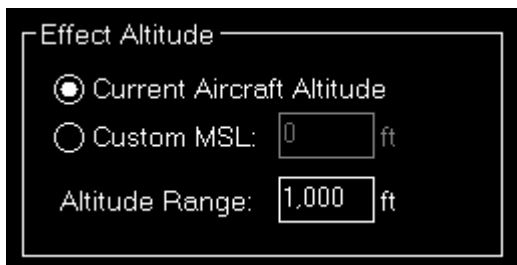 Effect Altitude
Current Aircraft Altitude
Custom MSL: 0 ft
Altitude Range: 1,000 ft